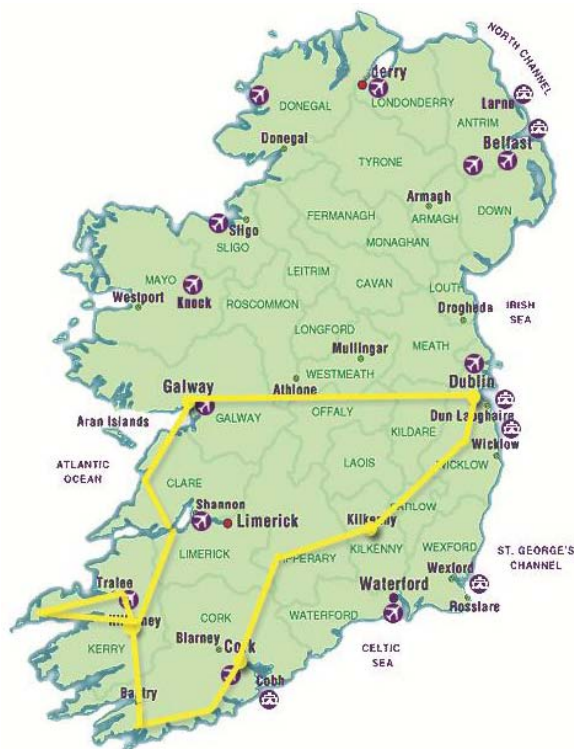 NORTH CHANNEL
derry
DONEGAL
LONDONDERRY
Larne
ANTRIM
Donegal
Belfast
TYRONE
Armagh
FERMANAGH
ARMAGH
DOWN
Sligo
SLIGO
MONAGHAN
LEITRIM
MAYO
CAVAN
LOUTH
Knock
Westport
ROSCOMMON
Drogheda
IRISH
SEA
LONGFORD
Mullingar
MEATH
WESTMEATH
Athlone
Galway
Dublin
Aran Islands
GALWAY
OFFALY
Dun Laoghaire
KILDARE
Wicklow
ATLANTIC
OCEAN
LAOIS
WICKLOW
CLARE
Shannon
Limerick
Kilkenny
LIMERICK
KILKENNY
WEXFORD
ST. GEORGE'S
CHANNEL
Tralee
Wexford
Waterford
Rosslare
CORK
Blarney
WATERFORD
KERRY
Cork
CELTIC
SEA
Cobh